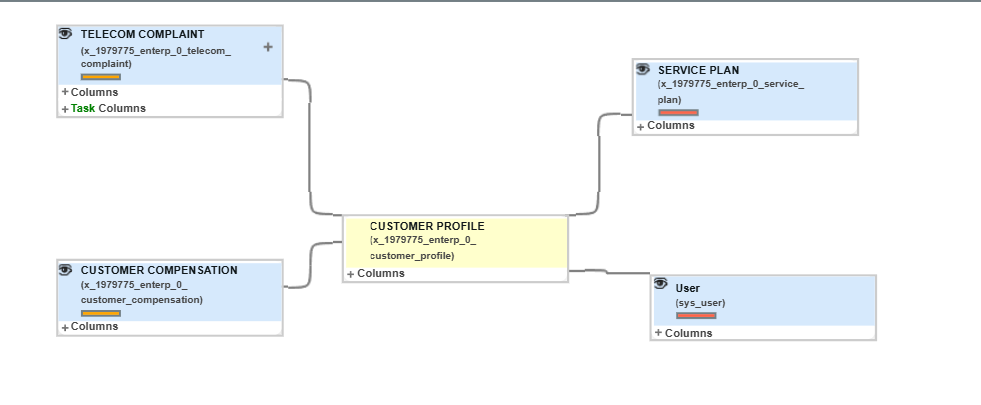 TELECOM COMPLAINT
(x_1979775_enterp_0_telecom_
complaint)
+
+ Columns
+ Task Columns
SERVICE PLAN
(x_1979775_enterp_0_service_
plan)
+ Columns
CUSTOMER PROFILE
(x_1979775_enterp_0_
customer_profile)
+ Columns
CUSTOMER COMPENSATION
(x_1979775_enterp_0_
customer_compensation)
+ Columns
User
(sys_user)
+ Columns